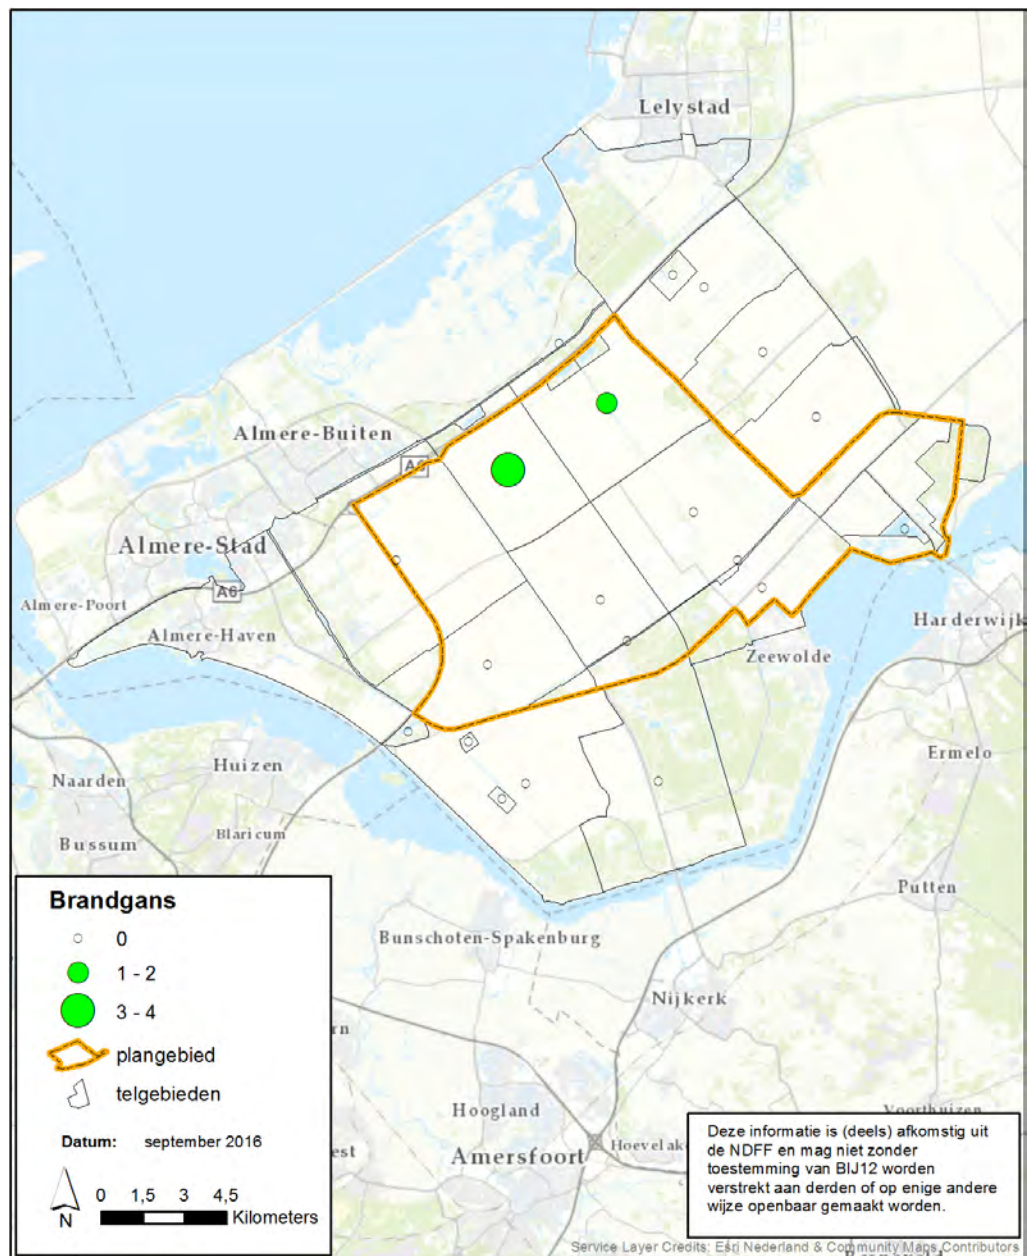 Lelystad
Almere-Buiten
A6
Almere-Stad
A6
Almere-Poort
Almere-Haven
Harderwijk
Zeewolde
Naarden
Huizen
Ermelo
Bussum
Blaricum
Putten
Bunschoten-Spakenburg
Nijkerk
Hoogland
Voorthuizen
Amersfoort
Hoevelak
Brandgans
0
1 - 2
3 - 4
plangebied
telgebieden
Datum: september 2016
N
0 1,5 3 4,5
Kilometers
Deze informatie is (deels) afkomstig uit
de NDFF en mag niet zonder
toestemming van BIJ12 worden
verstrekt aan derden of op enige andere
wijze openbaar gemaakt worden.
Service Layer Credits: Esri Nederland & Community Maps Contributors